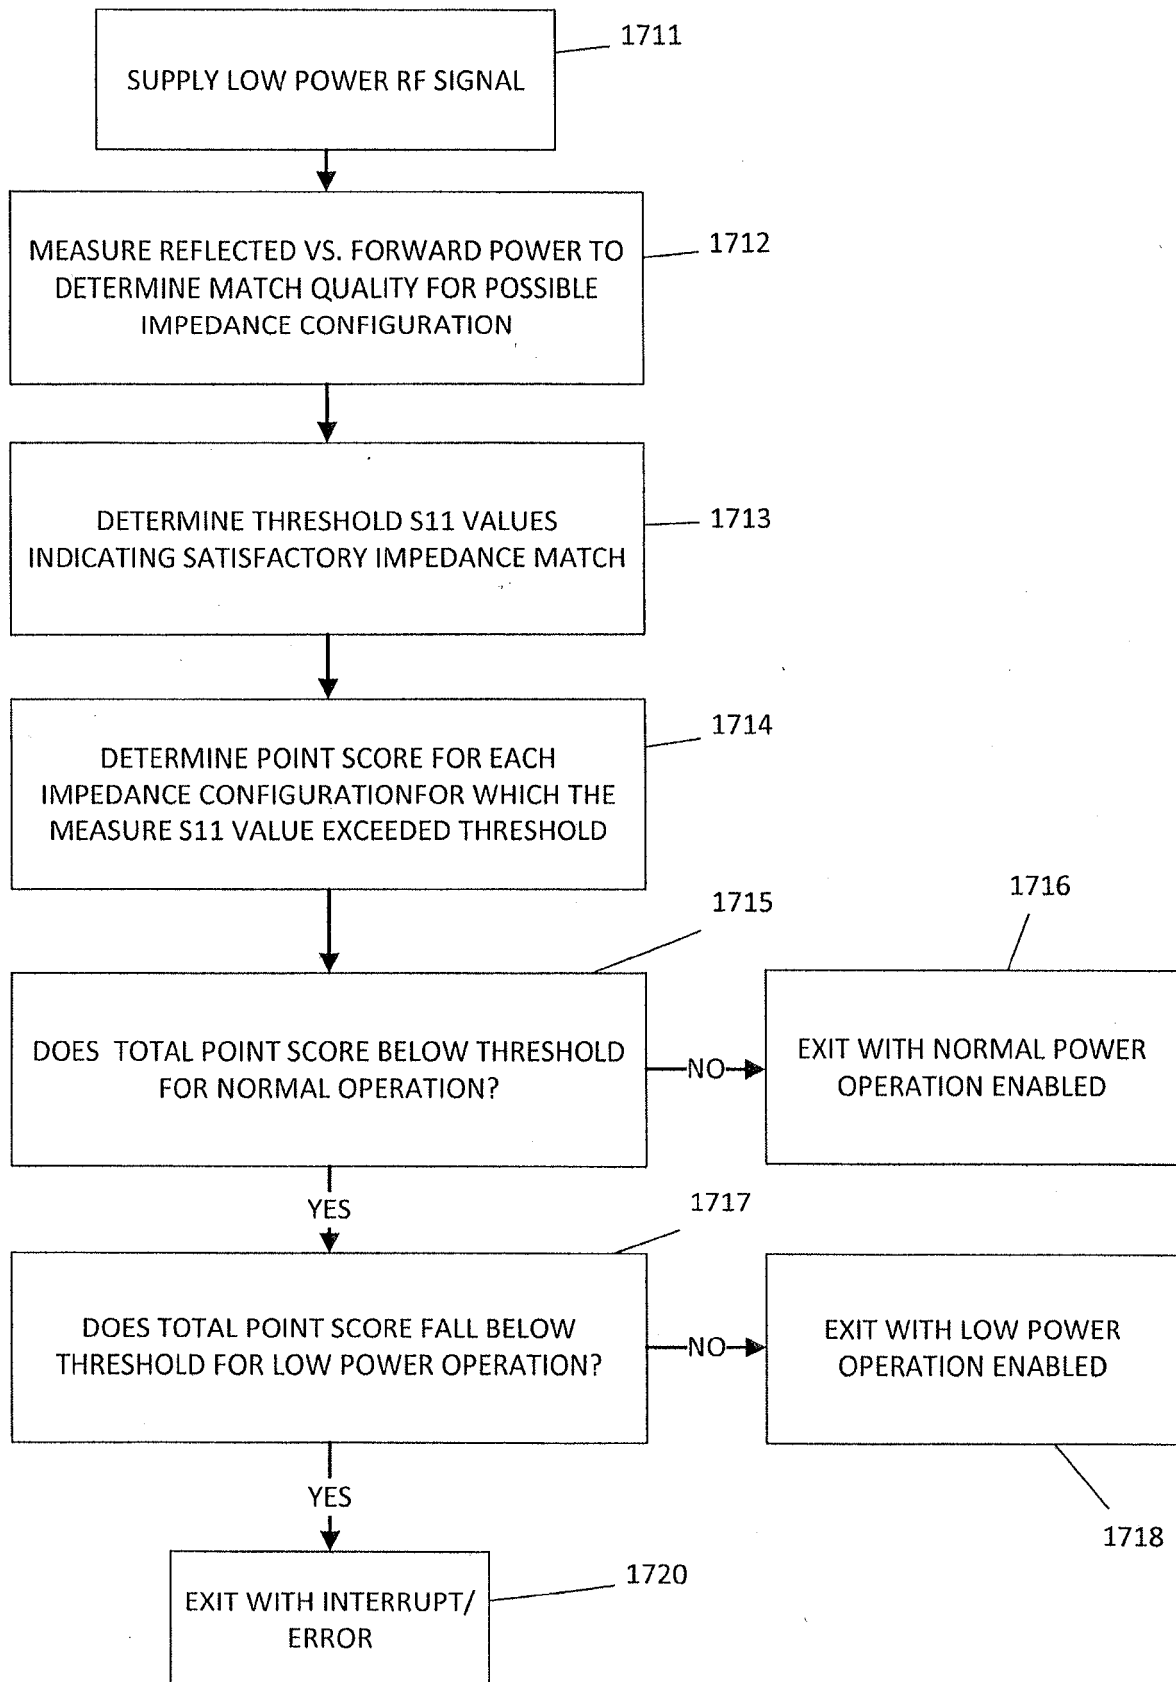 1711
SUPPLY LOW POWER RF SIGNAL
1712
MEASURE REFLECTED VS. FORWARD POWER TO
DETERMINE MATCH QUALITY FOR POSSIBLE
IMPEDANCE CONFIGURATION
1713
DETERMINE THRESHOLD S11 VALUES
INDICATING SATISFACTORY IMPEDANCE MATCH
1714
DETERMINE POINT SCORE FOR EACH
IMPEDANCE CONFIGURATIONFOR WHICH THE
MEASURE S11 VALUE EXCEEDED THRESHOLD
1715
1716
DOES TOTAL POINT SCORE BELOW THRESHOLD
FOR NORMAL OPERATION?
NO
EXIT WITH NORMAL POWER
OPERATION ENABLED
YES
1717
DOES TOTAL POINT SCORE FALL BELOW
THRESHOLD FOR LOW POWER OPERATION?
NO
EXIT WITH LOW POWER
OPERATION ENABLED
YES
1718
1720
EXIT WITH INTERRUPT/
ERROR